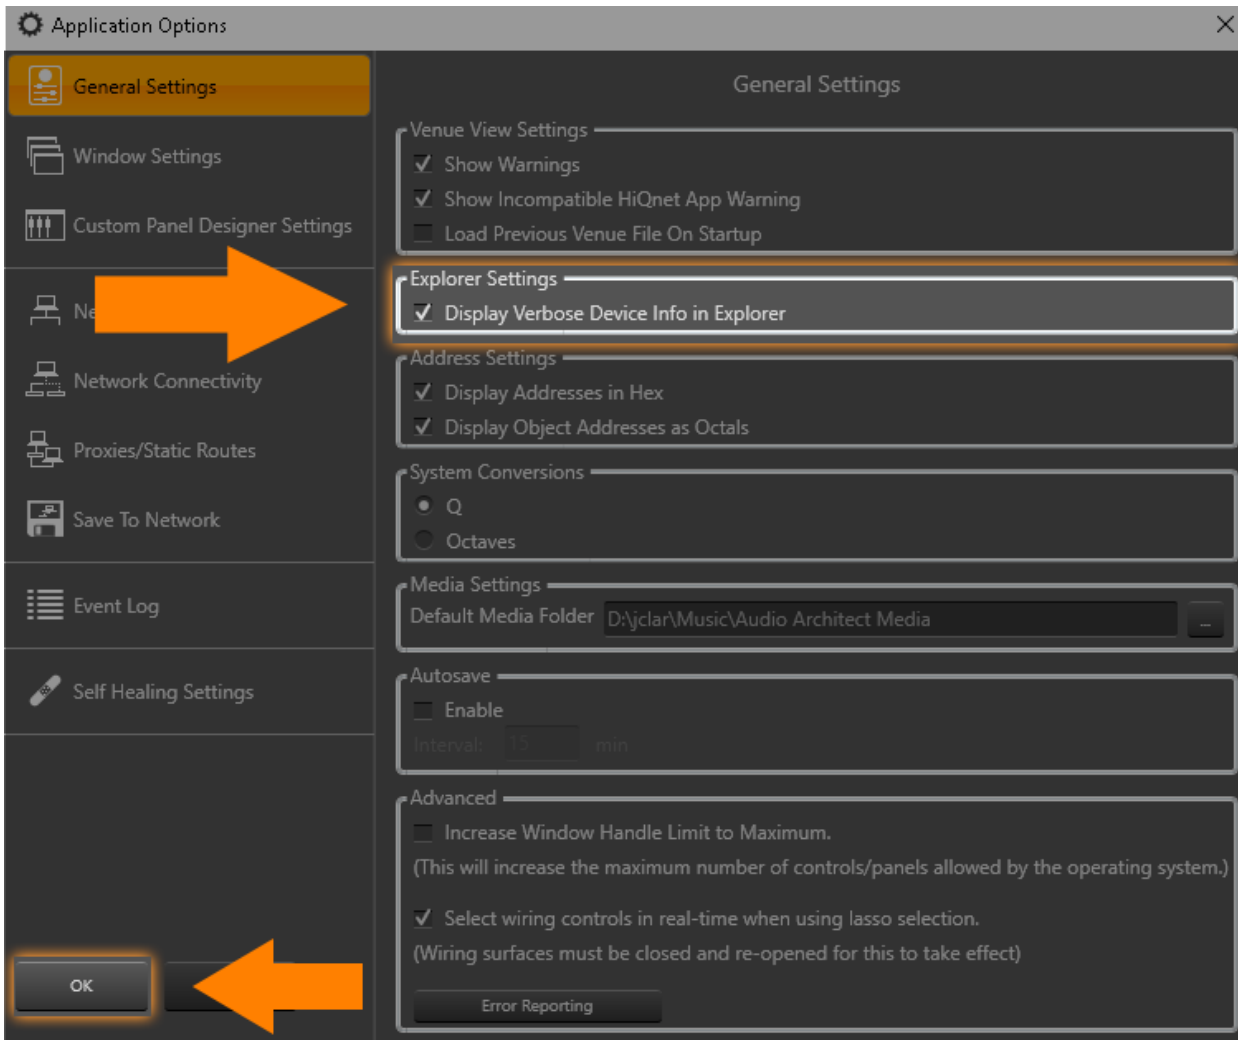 Application Options
General Settings
Window Settings
Custom Panel Designer Settings
Ne
Network Connectivity
Proxies/Static Routes
Save To Network
Event Log
Self Healing Settings
OK
General Settings
Venue View Settings
Show Warnings
Show Incompatible HiQnet App Warning
Load Previous Venue File On Startup
Explorer Settings
Display Verbose Device Info in Explorer
Address Settings
Display Addresses in Hex
Display Object Addresses as Octals
System Conversions
Q
Octaves
Media Settings
Default Media Folder D:\jclar\Music\Audio Architect Media ...
Autosave
Enable
Interval: 15 min
Advanced
Increase Window Handle Limit to Maximum.
(This will increase the maximum number of controls/panels allowed by the operating system.)
Select wiring controls in real-time when using lasso selection.
(Wiring surfaces must be closed and re-opened for this to take effect)
Error Reporting